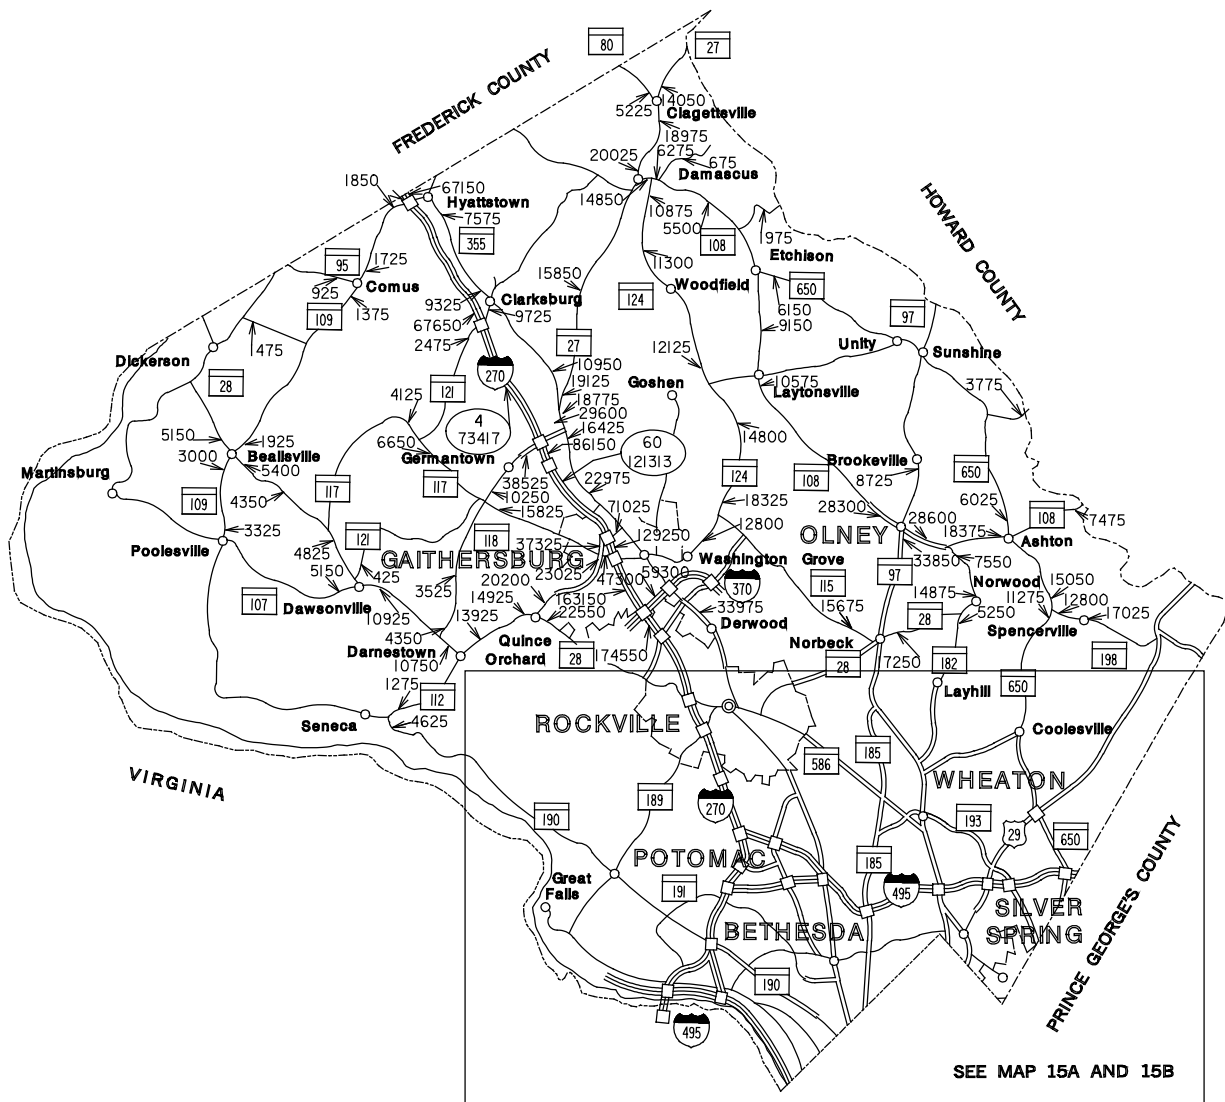 80
27
FREDERICK COUNTY
5225
14050
Clagettsville
18975
6275
20025
675
Damascus
1850
67150
Hyattstown
14850
10875
7575
5500
HOWARD COUNTY
355
108
1975
Etchison
95
1725
11300
15850
Comus
925
Woodfield
650
124
1375
9325
Clarksburg
9725
6150
109
97
67650
9150
2475
1475
27
Unity
12125
Sunshine
Dickerson
10950
270
Goshen
10575
28
19125
3775
Laytonsville
121
4125
18775
29600
4
73417
16425
14800
5150
1925
6650
86150
60
121313
3000
Beallsville
Germantown
Brookeville
5400
Martinsburg
22975
124
650
8725
38525
108
117
117
4350
10250
109
18325
6025
15825
71025
28300
28600
108
7475
3325
12800
OLNEY
18375
4825
121
118
37325
129250
Ashton
Poolesville
GAITHERSBURG
Washington
Grove
33850
7550
5150
425
23025
59300
3525
20200
47300
370
97
Norwood
107
Dawsonville
14925
163150
115
14875
15050
11275
12800
10925
13925
22550
33975
15675
5250
17025
4350
Quince
Orchard
Derwood
28
Spencerville
Darnestown
Norbeck
10750
28
174550
28
7250
182
198
1275
112
Layhill
650
Seneca
4625
ROCKVILLE
Coolesville
185
586
VIRGINIA
WHEATON
189
270
190
193
29
650
POTOMAC
185
Great
Falls
191
495
SILVER
SPRING
BETHESDA
PRINCE GEORGE'S COUNTY
190
495
SEE MAP 15A AND 15B